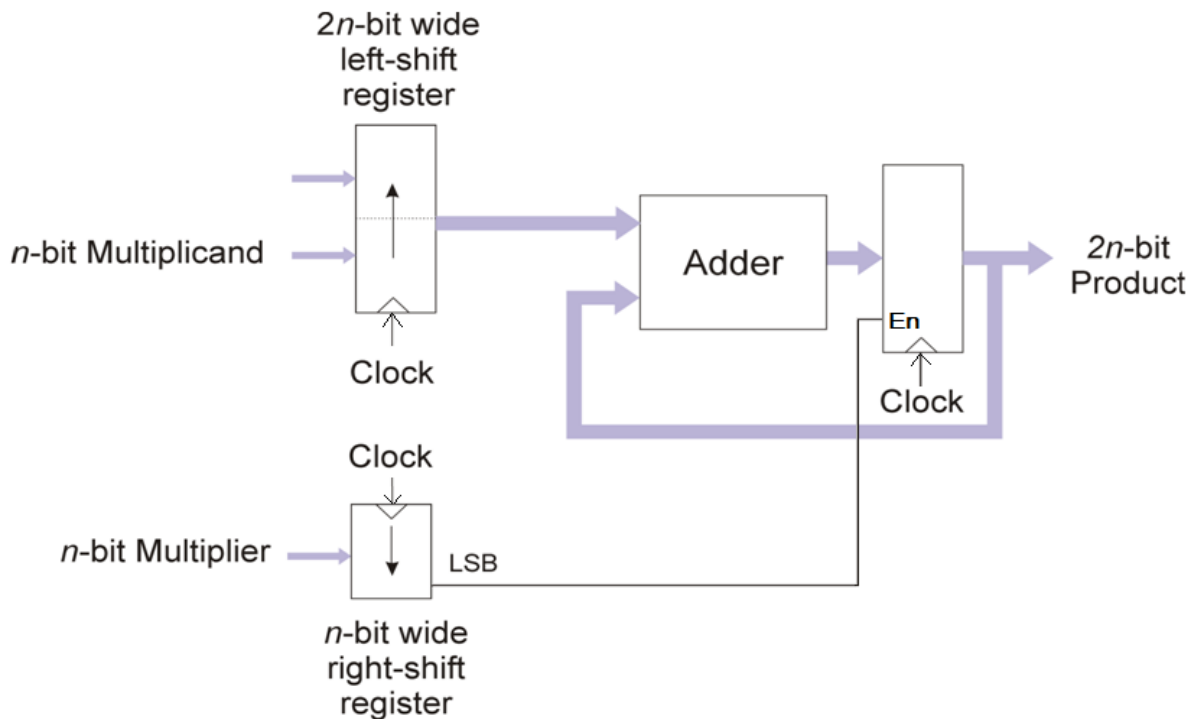 2n-bit wide
left-shift
register
n-bit Multiplicand
Clock
Adder
En
Clock
2n-bit
Product
Clock
n-bit Multiplier
LSB
n-bit wide
right-shift
register